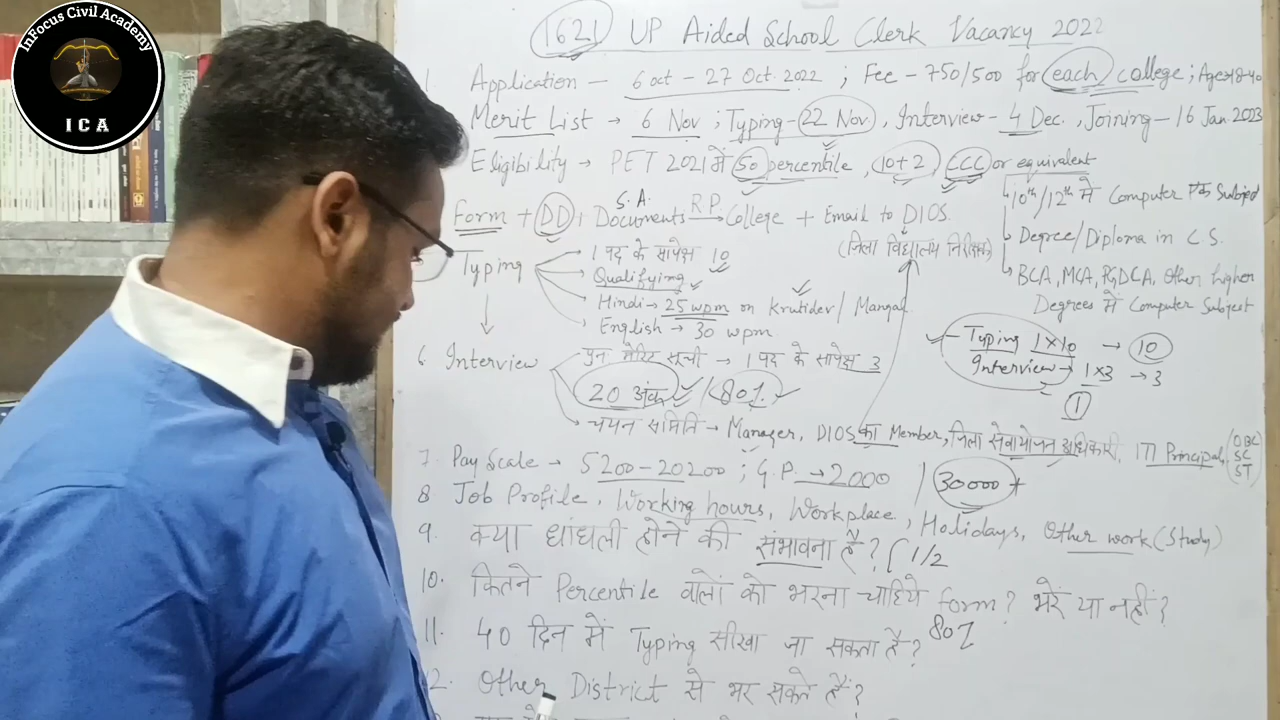 InFocus Civil Academy
ICA
1621 UP Aided School Clerk Vacancy 2022
1. Application - 6 oct - 27 Oct. 2022 ; Fee - 750/500 for each college ; Age → 18-40
Merit List → 6 Nov ; Typing - 22 Nov, Interview - 4 Dec., Joining - 16 Jan. 2023
Eligibility → PET 2021 में 50 percentile, 10+2, CCC or equivalent
10th/12th में Computer एक Subject
Degree/Diploma in C.S.
BCA, MCA, PGDCA, Other higher
Degrees में Computer Subject
S.A. R.P.
Form + DD + Documents → College + Email to DIOS
(जिला विद्यालय निरीक्षक)
Typing
1 पद के सापेक्ष 10
Qualifying
Hindi → 25 wpm on Krutidev/Mangal
English → 30 wpm
Typing 1×10 → 10
Interview → 1×3 → 3
1
6. Interview
पुनः मेरिट सूची → 1 पद के सापेक्ष 3
20 अंक / 80%
चयन समिति → Manager, DIOS का Member, जिला सेवायोजन अधिकारी, ITI Principal, (OBC
SC
ST)
7. Pay Scale → 5200-20200 ; G.P. → 2000 / 30000+
8 Job Profile, Working hours, Workplace, Holidays, Other work (Study)
9. क्या धांधली होने की संभावना है? 1/2
10. कितने Percentile वालों को भरना चाहिये form? भरें या नहीं?
80%
11. 40 दिन में Typing सीखा जा सकता है?
12. Other District से भर सकते हैं?